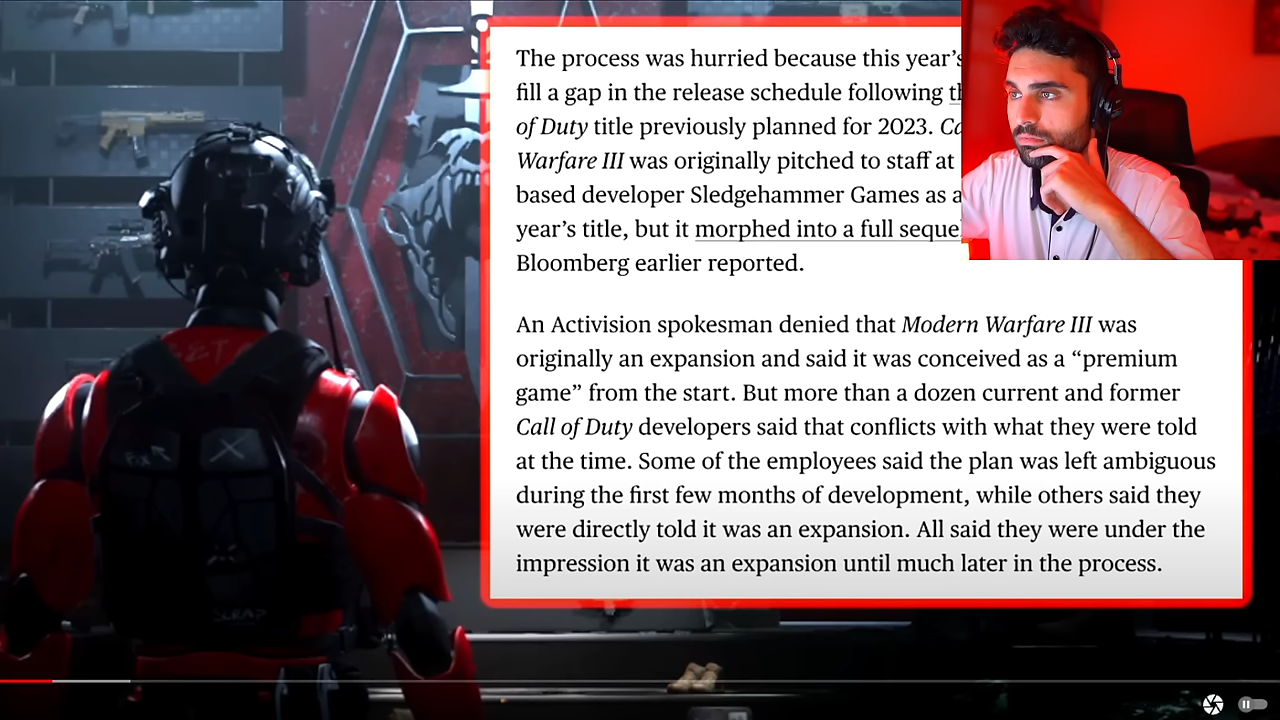 The process was hurried because this year's
fill a gap in the release schedule following
of Duty title previously planned for 2023.
Warfare III was originally pitched to staff at
based developer Sledgehammer Games as a
year's title, but it morphed into a full seque
Bloomberg earlier reported.
An Activision spokesman denied that Modern Warfare III was
originally an expansion and said it was conceived as a “premium
game” from the start. But more than a dozen current and former
Call of Duty developers said that conflicts with what they were told
at the time. Some of the employees said the plan was left ambiguous
during the first few months of development, while others said they
were directly told it was an expansion. All said they were under the
impression it was an expansion until much later in the process.